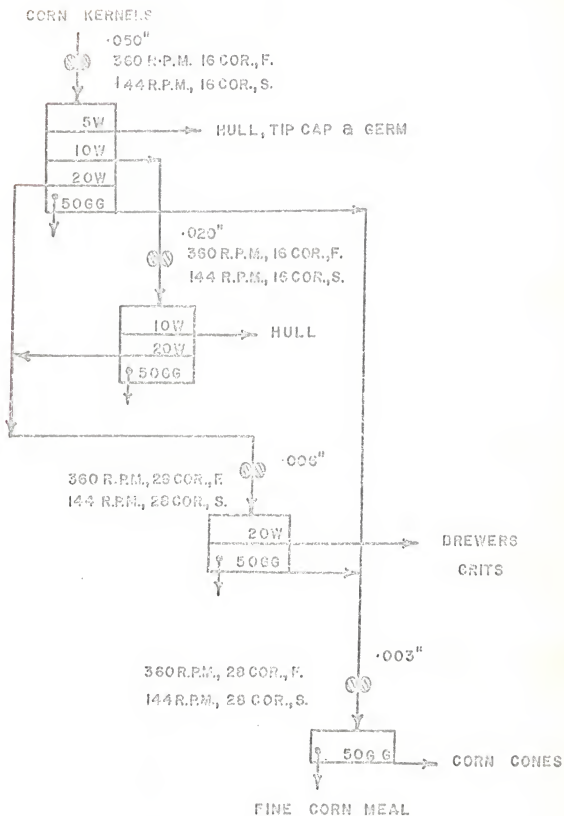 CORN KERNELS
.050"
360 R.P.M. 16 COR., F.
144 R.P.M., 16 COR., S.
5W
HULL, TIP CAP & GERM
10W
20W
50GG
.020"
360 R.P.M., 16 COR., F.
144 R.P.M., 16 COR., S.
10W
HULL
20W
50GG
.006"
360 R.P.M., 28 COR., F.
144 R.P.M., 28 COR., S.
20W
BREWERS
50GG
GRITS
.003"
360 R.P.M., 28 COR., F.
144 R.P.M., 28 COR., S.
50GG
CORN CONES
FINE CORN MEAL